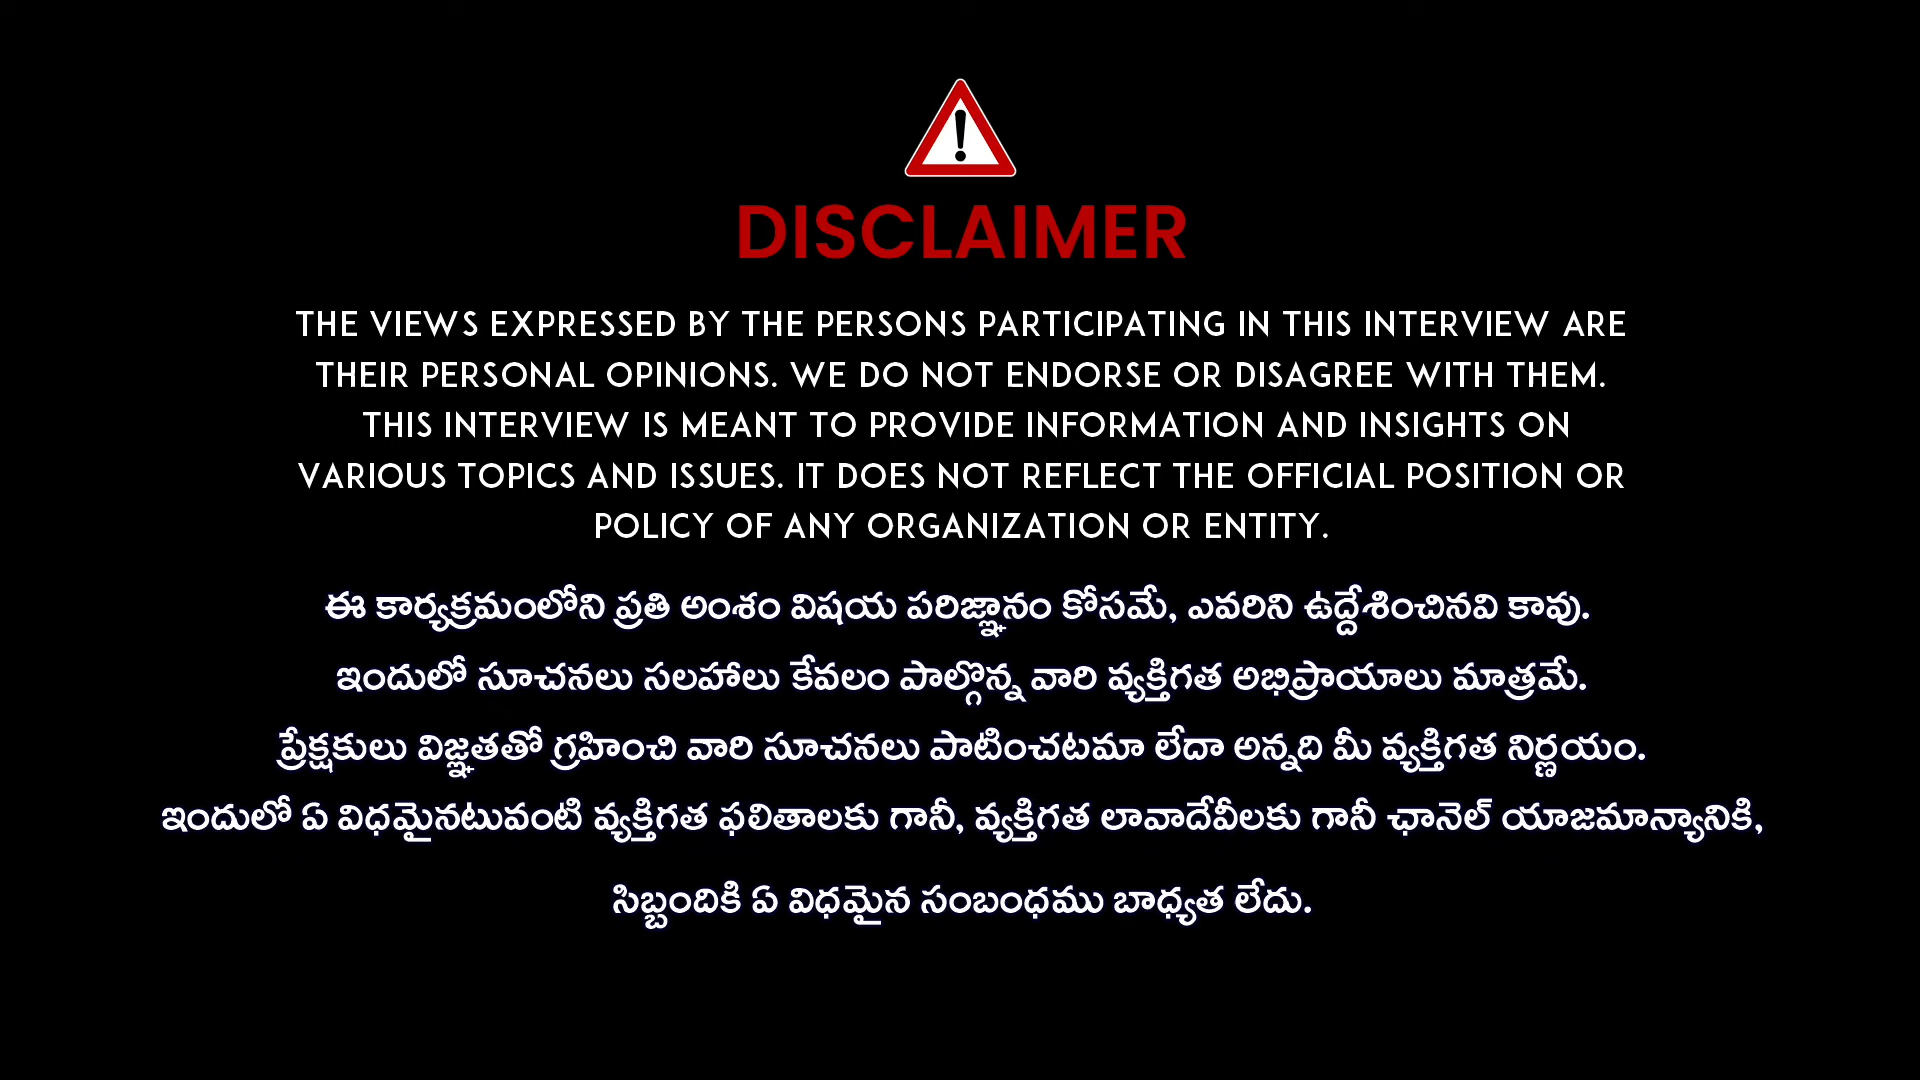 DISCLAIMER
THE VIEWS EXPRESSED BY THE PERSONS PARTICIPATING IN THIS INTERVIEW ARE
THEIR PERSONAL OPINIONS. WE DO NOT ENDORSE OR DISAGREE WITH THEM.
THIS INTERVIEW IS MEANT TO PROVIDE INFORMATION AND INSIGHTS ON
VARIOUS TOPICS AND ISSUES. IT DOES NOT REFLECT THE OFFICIAL POSITION OR
POLICY OF ANY ORGANIZATION OR ENTITY.
ఈ కార్యక్రమంలోని ప్రతి అంశం విషయ పరిజ్ఞానం కోసమే, ఎవరిని ఉద్దేశించినవి కావు.
ఇందులో సూచనలు సలహాలు కేవలం పాల్గొన్న వారి వ్యక్తిగత అభిప్రాయాలు మాత్రమే.
ప్రేక్షకులు విజ్ఞతతో గ్రహించి వారి సూచనలు పాటించటమా లేదా అన్నది మీ వ్యక్తిగత నిర్ణయం.
ఇందులో ఏ విధమైనటువంటి వ్యక్తిగత ఫలితాలకు గానీ, వ్యక్తిగత లావాదేవీలకు గానీ ఛానెల్ యాజమాన్యానికి,
సిబ్బందికి ఏ విధమైన సంబంధము బాధ్యత లేదు.